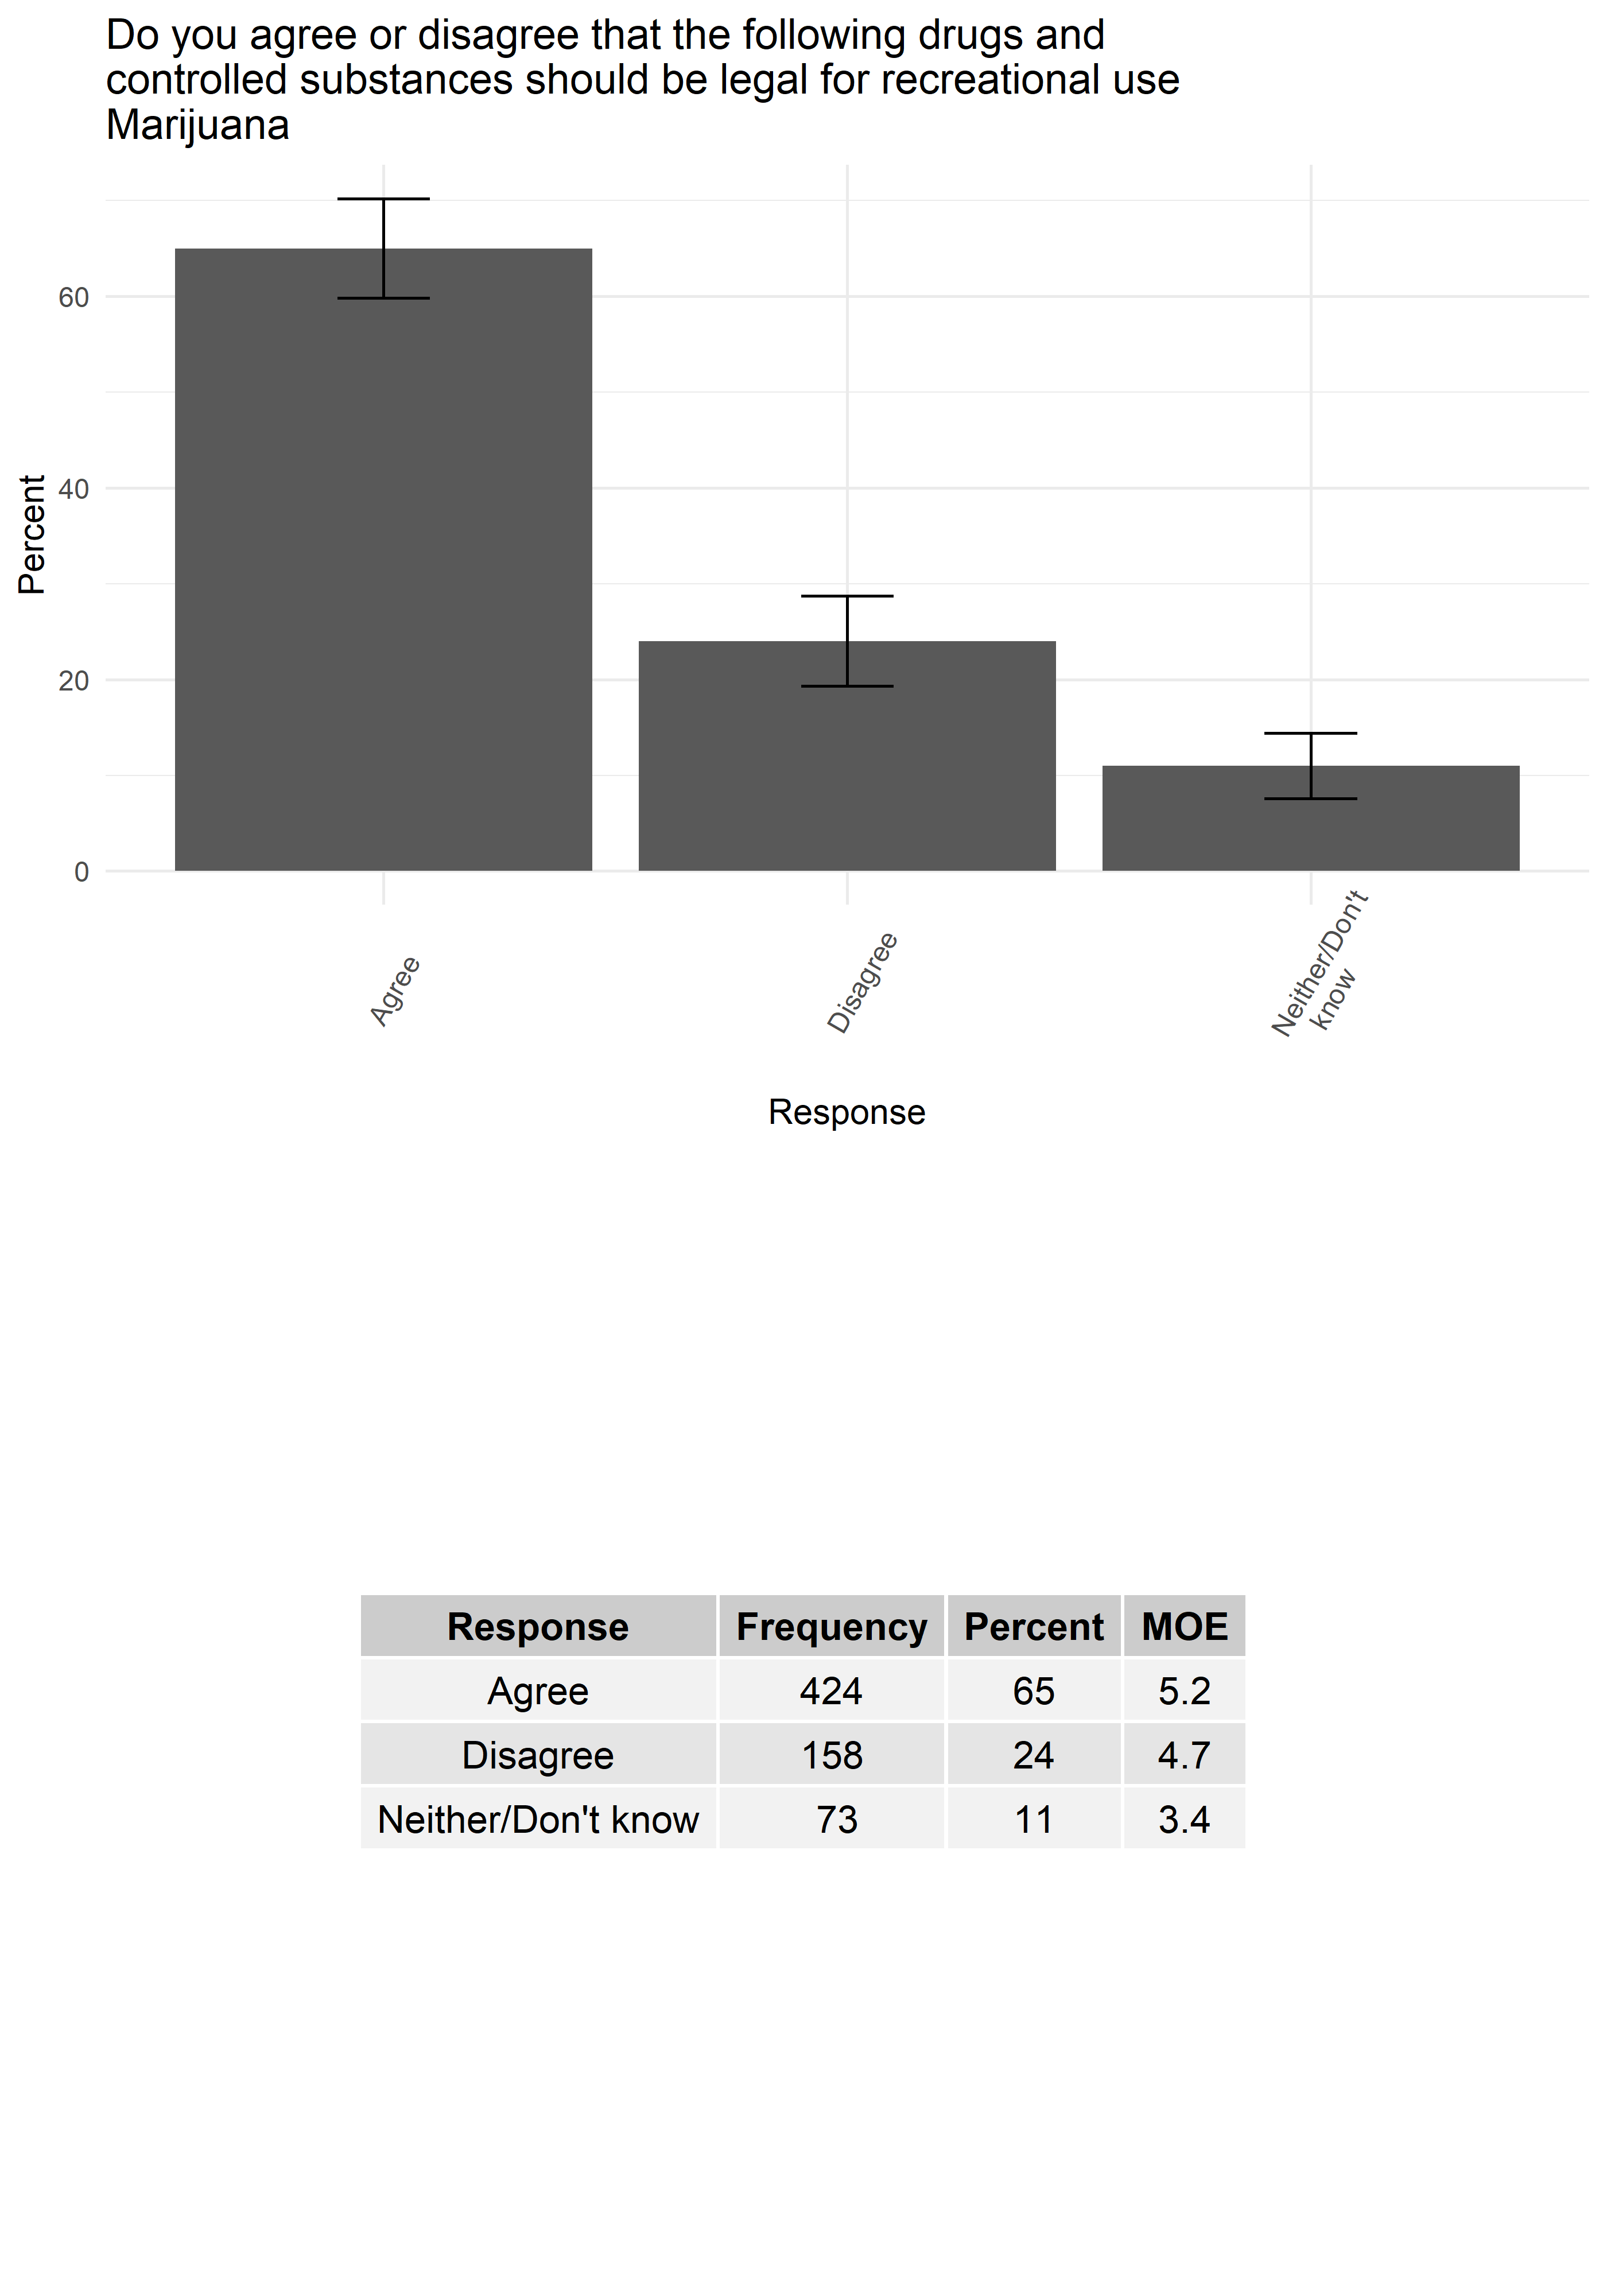 Do you agree or disagree that the following drugs and
controlled substances should be legal for recreational use
Marijuana
Percent
60
40
20
0
Agree
Disagree
Neither/Don't
know
Response
Response Frequency Percent MOE
Agree 424 65 5.2
Disagree 158 24 4.7
Neither/Don't know 73 11 3.4